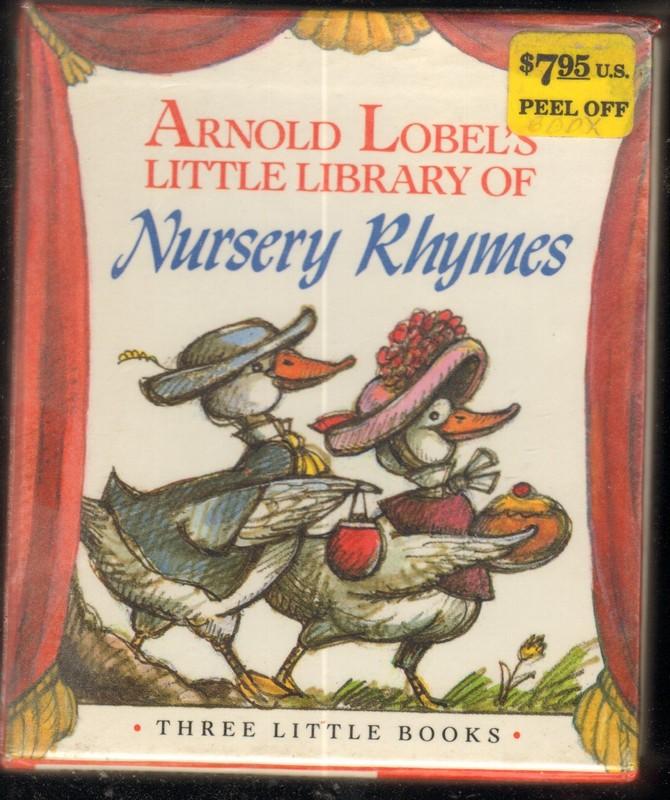 $7.95 U.S.
PEEL OFF
ARNOLD LOBEL'S
LITTLE LIBRARY OF
Nursery Rhymes
• THREE LITTLE BOOKS •